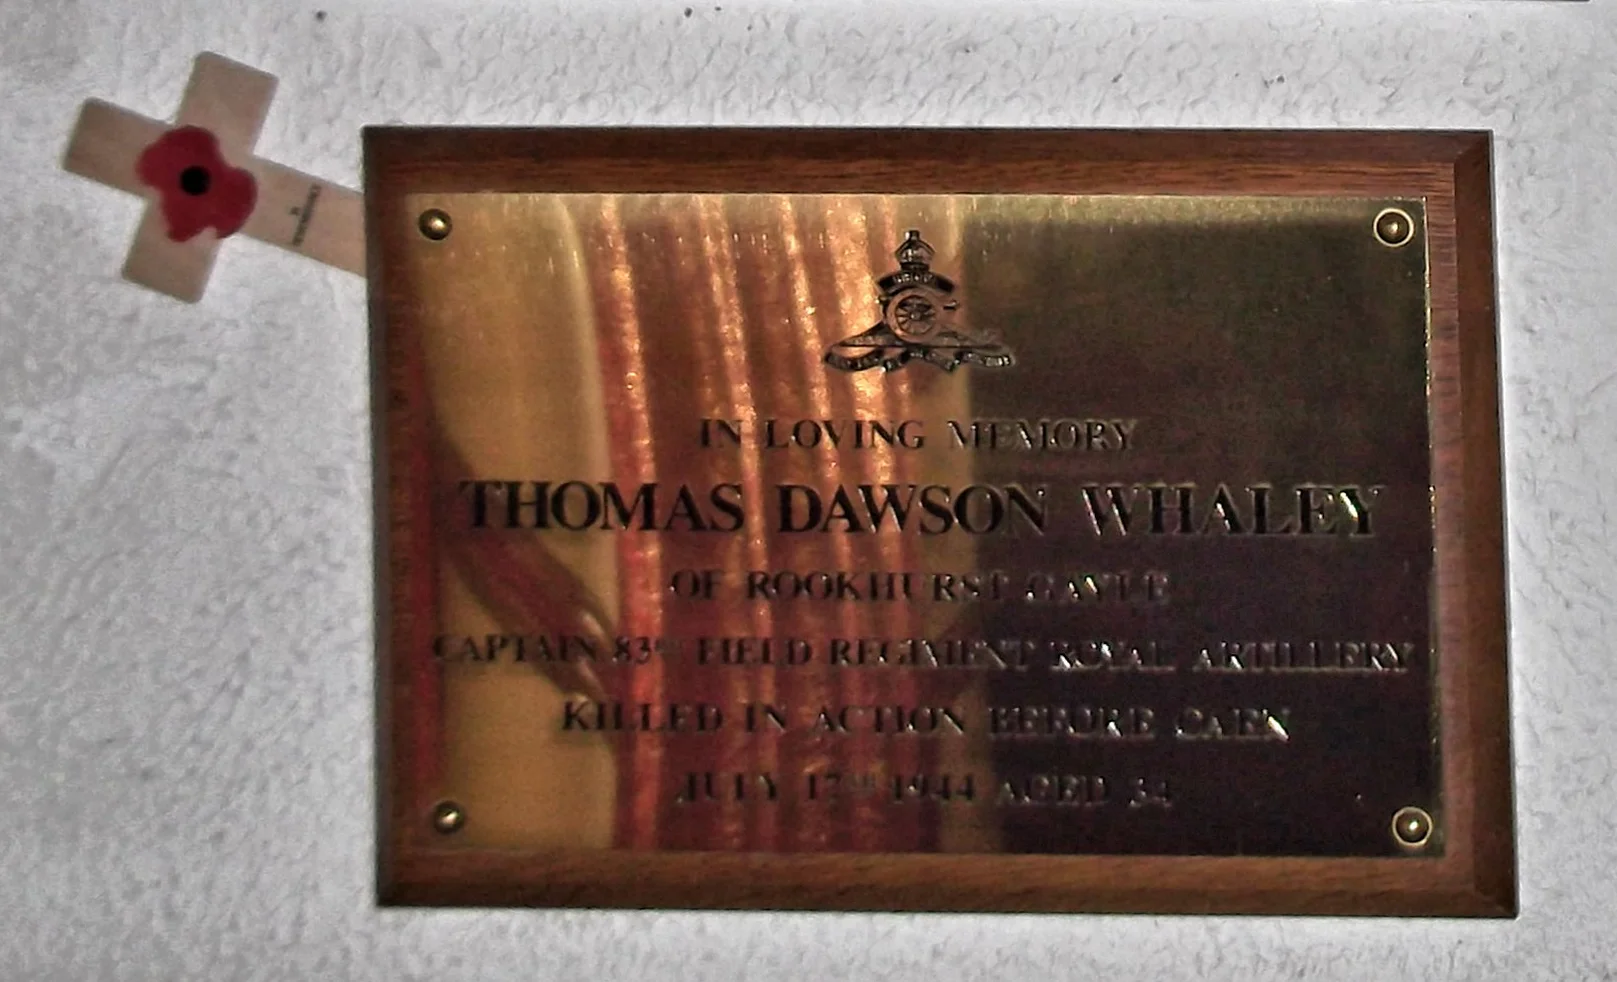 IN LOVING MEMORY
THOMAS DAWSON WHALEY
OF ROOKHURST GAYLE
CAPTAIN 83RD FIELD REGIMENT ROYAL ARTILLERY
KILLED IN ACTION BEFORE CAEN
JULY 17TH 1944 AGED 34